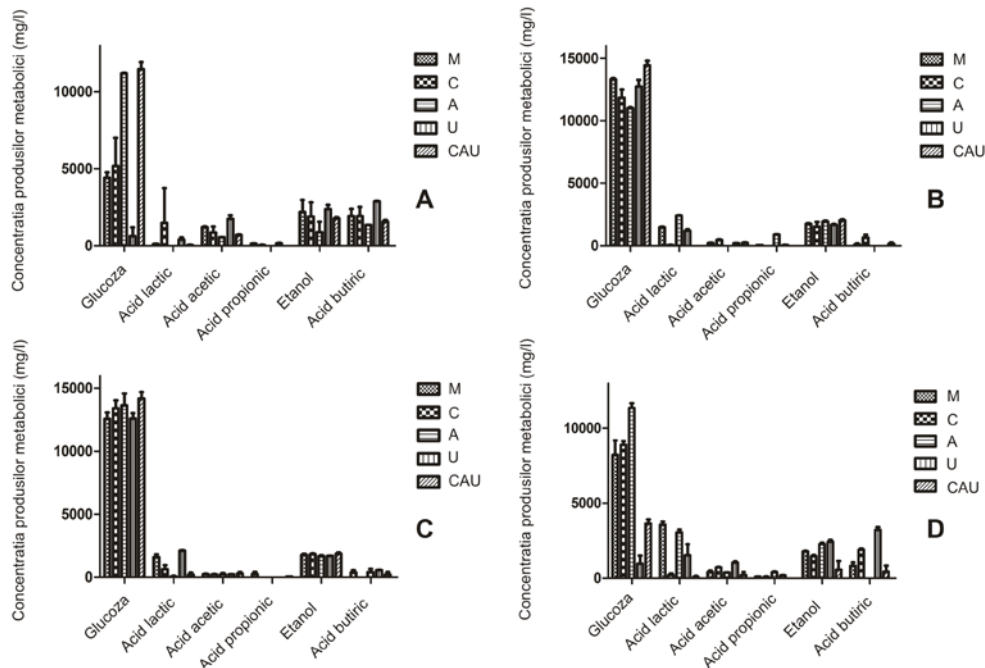 Concentratia produsilor metabolici (mg/l)
10000
5000
0
Glucoza
Acid lactic
Acid acetic
Acid propionic
Etanol
Acid butiric
M
C
A
U
CAU
A
Concentratia produsilor metabolici (mg/l)
15000
10000
5000
0
Glucoza
Acid lactic
Acid acetic
Acid propionic
Etanol
Acid butiric
M
C
A
U
CAU
B
Concentratia produsilor metabolici (mg/l)
15000
10000
5000
0
Glucoza
Acid lactic
Acid acetic
Acid propionic
Etanol
Acid butiric
M
C
A
U
CAU
C
Concentratia produsilor metabolici (mg/l)
10000
5000
0
Glucoza
Acid lactic
Acid acetic
Acid propionic
Etanol
Acid butiric
M
C
A
U
CAU
D